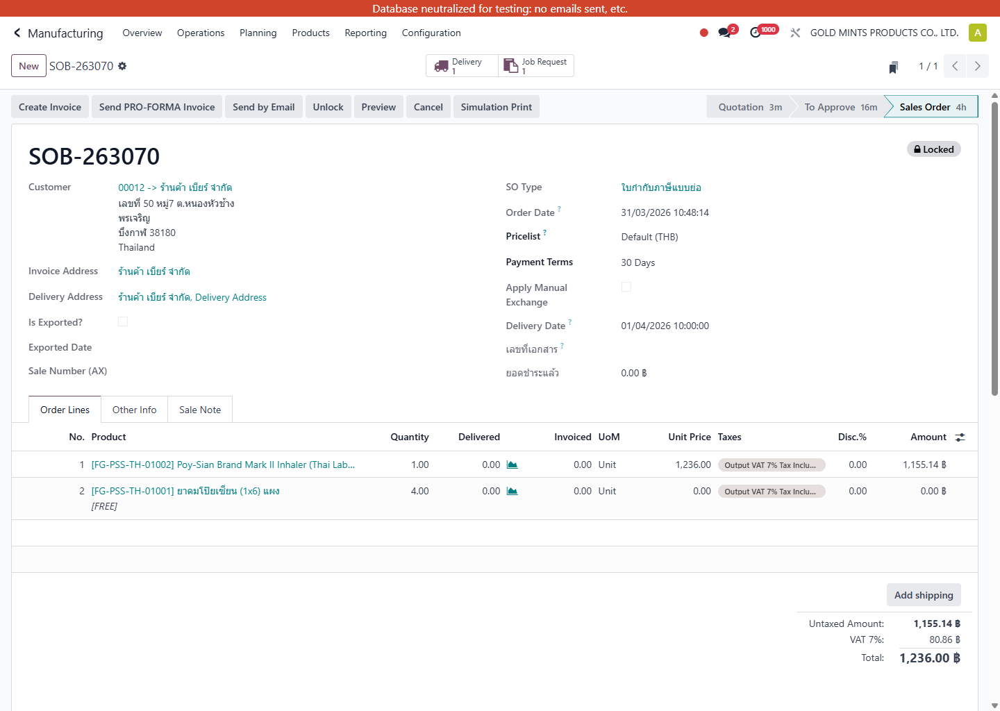 Database neutralized for testing: no emails sent, etc.
Manufacturing Overview Operations Planning Products Reporting Configuration 2 1000 GOLD MINTS PRODUCTS CO., LTD. A
New SOB-263070 Delivery 1 Job Request 1 1 / 1
Create Invoice Send PRO-FORMA Invoice Send by Email Unlock Preview Cancel Simulation Print Quotation 3m To Approve 16m Sales Order 4h
SOB-263070 Locked
Customer 00012 -> ร้านค้า เบียร์ จำกัด
เลขที่ 50 หมู่7 ต.หนองหัวช้าง
พรเจริญ
บึงกาฬ 38180
Thailand
Invoice Address ร้านค้า เบียร์ จำกัด
Delivery Address ร้านค้า เบียร์ จำกัด, Delivery Address
Is Exported?
Exported Date
Sale Number (AX)
SO Type ใบกำกับภาษีแบบย่อ
Order Date ? 31/03/2026 10:48:14
Pricelist ? Default (THB)
Payment Terms 30 Days
Apply Manual
Exchange
Delivery Date ? 01/04/2026 10:00:00
เลขที่เอกสาร ?
ยอดชำระแล้ว 0.00 ฿
Order Lines Other Info Sale Note
No. Product Quantity Delivered Invoiced UoM Unit Price Taxes Disc.% Amount
1 [FG-PSS-TH-01002] Poy-Sian Brand Mark II Inhaler (Thai Lab... 1.00 0.00 0.00 Unit 1,236.00 Output VAT 7% Tax Inclu... 0.00 1,155.14 ฿
2 [FG-PSS-TH-01001] ยาดมโป๊ยเซียน (1x6) แผง 4.00 0.00 0.00 Unit 0.00 Output VAT 7% Tax Inclu... 0.00 0.00 ฿
[FREE]
Add shipping
Untaxed Amount: 1,155.14 ฿
VAT 7%: 80.86 ฿
Total: 1,236.00 ฿